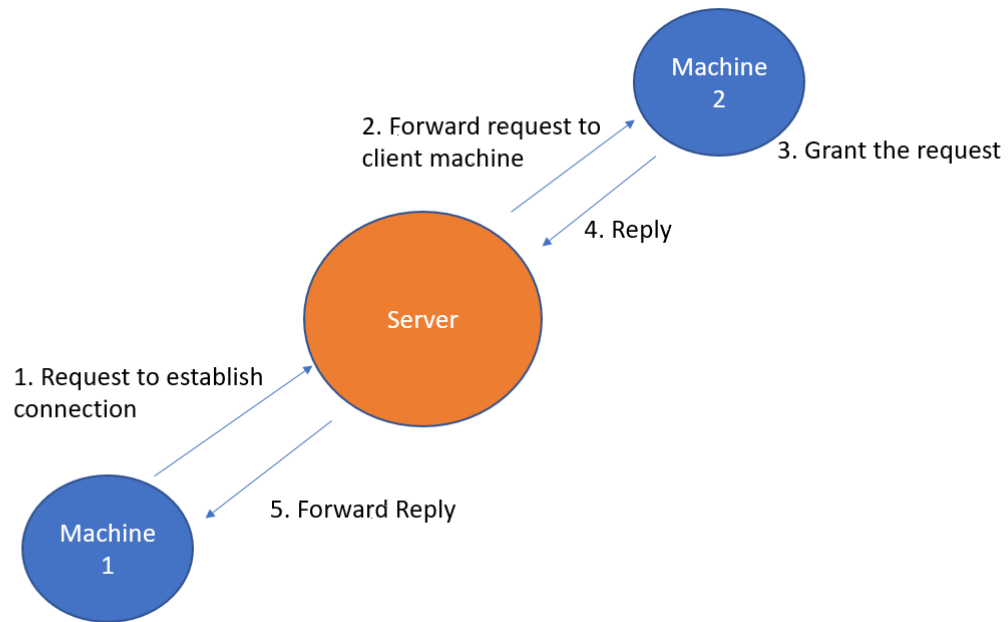 Machine
2
2. Forward request to
client machine
3. Grant the request
4. Reply
Server
1. Request to establish
connection
5. Forward Reply
Machine
1